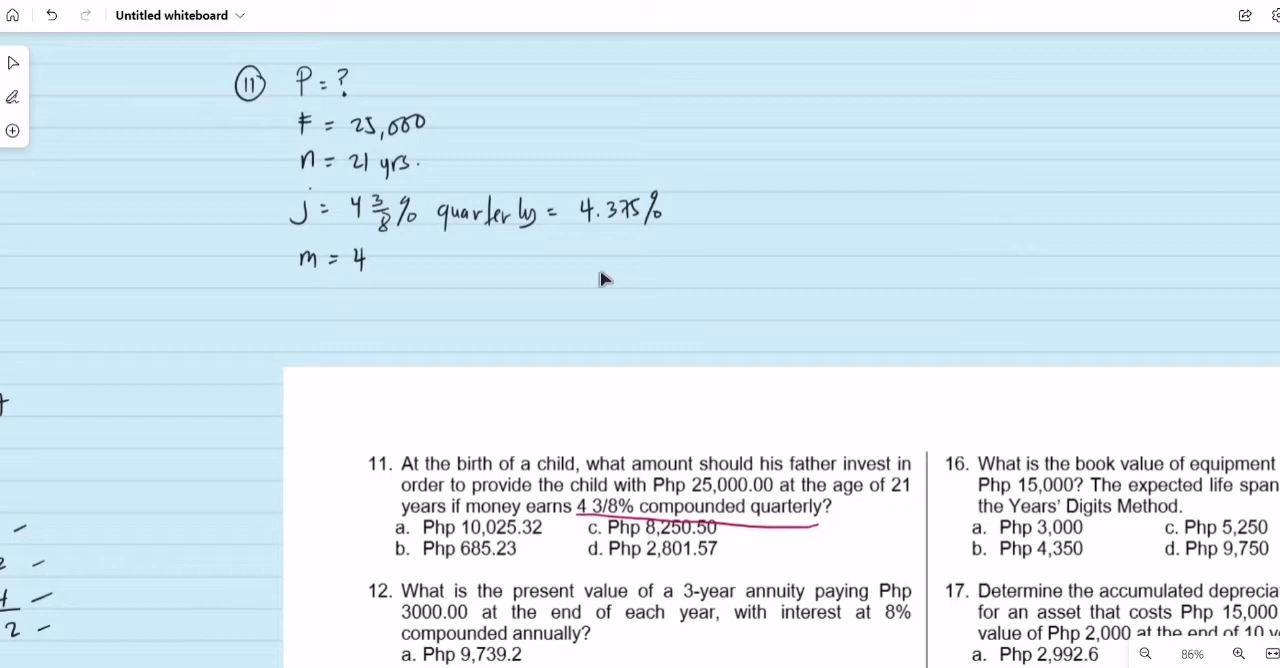 Untitled whiteboard
11 P = ?
F = 25,000
n = 21 yrs.
j = 4 3/8 % quarterly = 4.375%
m = 4
11. At the birth of a child, what amount should his father invest in
order to provide the child with Php 25,000.00 at the age of 21
years if money earns 4 3/8% compounded quarterly?
a. Php 10,025.32 c. Php 8,250.50
b. Php 685.23 d. Php 2,801.57
12. What is the present value of a 3-year annuity paying Php
3000.00 at the end of each year, with interest at 8%
compounded annually?
a. Php 9,739.2
16. What is the book value of equipment
Php 15,000? The expected life span
the Years' Digits Method.
a. Php 3,000 c. Php 5,250
b. Php 4,350 d. Php 9,750
17. Determine the accumulated deprecia
for an asset that costs Php 15,000
value of Php 2,000 at the end of 10
a. Php 2,992.6
86%